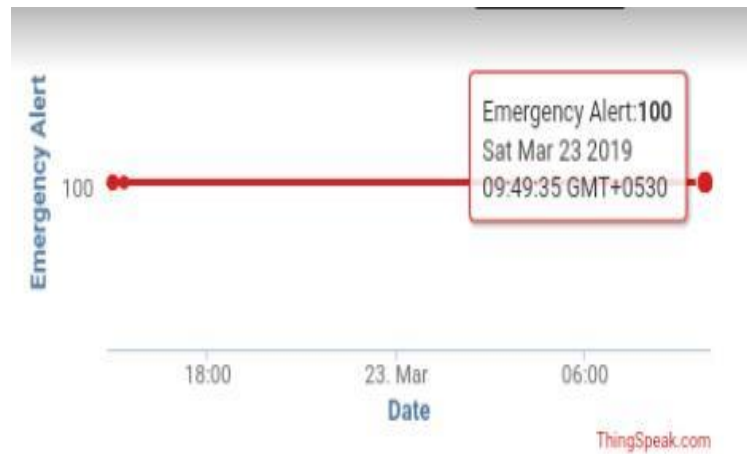 Emergency Alert
100
Emergency Alert:100
Sat Mar 23 2019
09:49:35 GMT+0530
18:00
23. Mar
06:00
Date
ThingSpeak.com